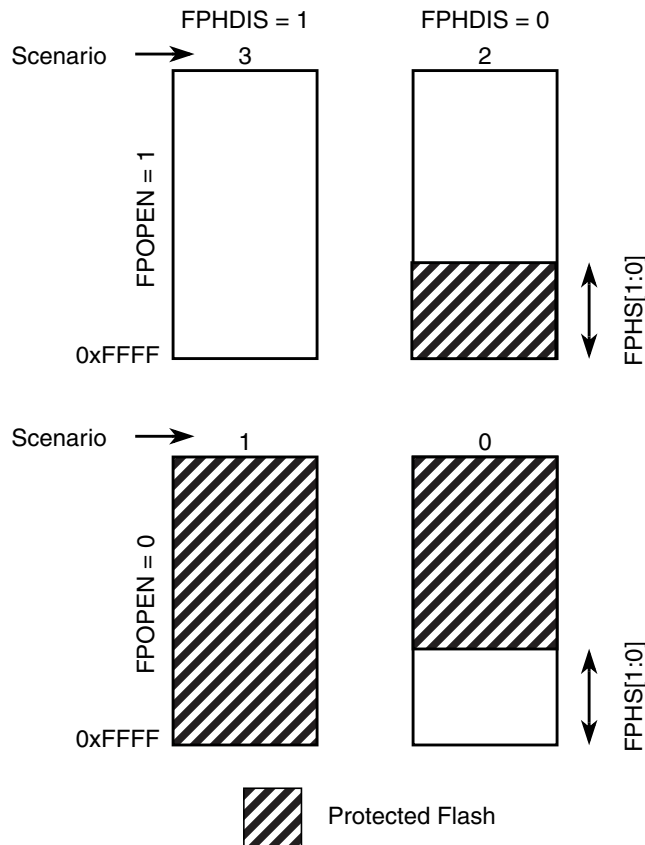 FPHDIS = 1
FPHDIS = 0
Scenario
3
2
FPOPEN = 1
FPHS[1:0]
0xFFFF
Scenario
1
0
FPOPEN = 0
FPHS[1:0]
0xFFFF
Protected Flash